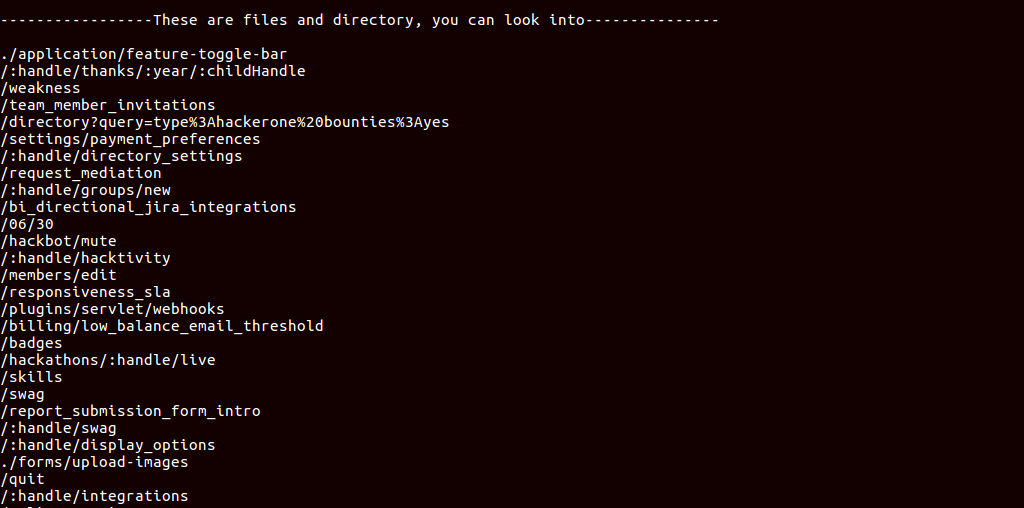 -----------------These are files and directory, you can look into---------------
./application/feature-toggle-bar
/:handle/thanks/:year/:childHandle
/weakness
/team_member_invitations
/directory?query=type%3Ahackerone%20bounties%3Ayes
/settings/payment_preferences
/:handle/directory_settings
/request_mediation
/:handle/groups/new
/bi_directional_jira_integrations
/06/30
/hackbot/mute
/:handle/hacktivity
/members/edit
/responsiveness_sla
/plugins/servlet/webhooks
/billing/low_balance_email_threshold
/badges
/hackathons/:handle/live
/skills
/swag
/report_submission_form_intro
/:handle/swag
/:handle/display_options
./forms/upload-images
/quit
/:handle/integrations